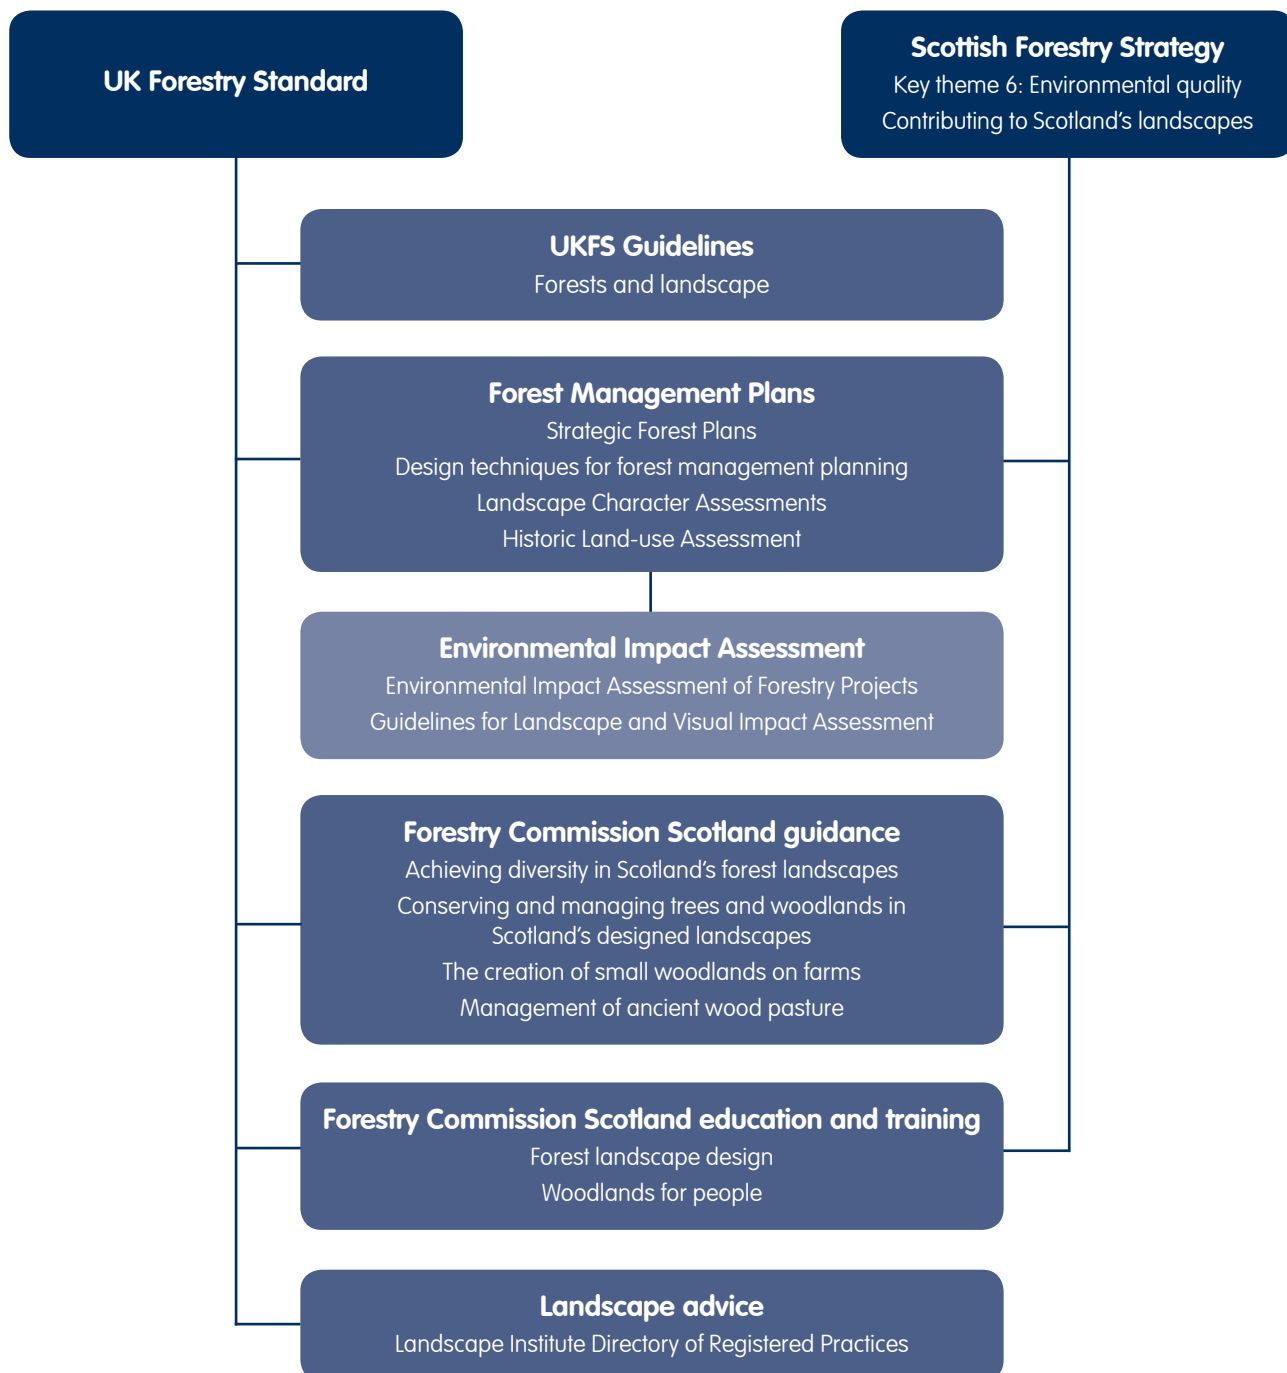 UK Forestry Standard
Scottish Forestry Strategy
Key theme 6: Environmental quality
Contributing to Scotland's landscapes
UKFS Guidelines
Forests and landscape
Forest Management Plans
Strategic Forest Plans
Design techniques for forest management planning
Landscape Character Assessments
Historic Land-use Assessment
Environmental Impact Assessment
Environmental Impact Assessment of Forestry Projects
Guidelines for Landscape and Visual Impact Assessment
Forestry Commission Scotland guidance
Achieving diversity in Scotland's forest landscapes
Conserving and managing trees and woodlands in
Scotland's designed landscapes
The creation of small woodlands on farms
Management of ancient wood pasture
Forestry Commission Scotland education and training
Forest landscape design
Woodlands for people
Landscape advice
Landscape Institute Directory of Registered Practices